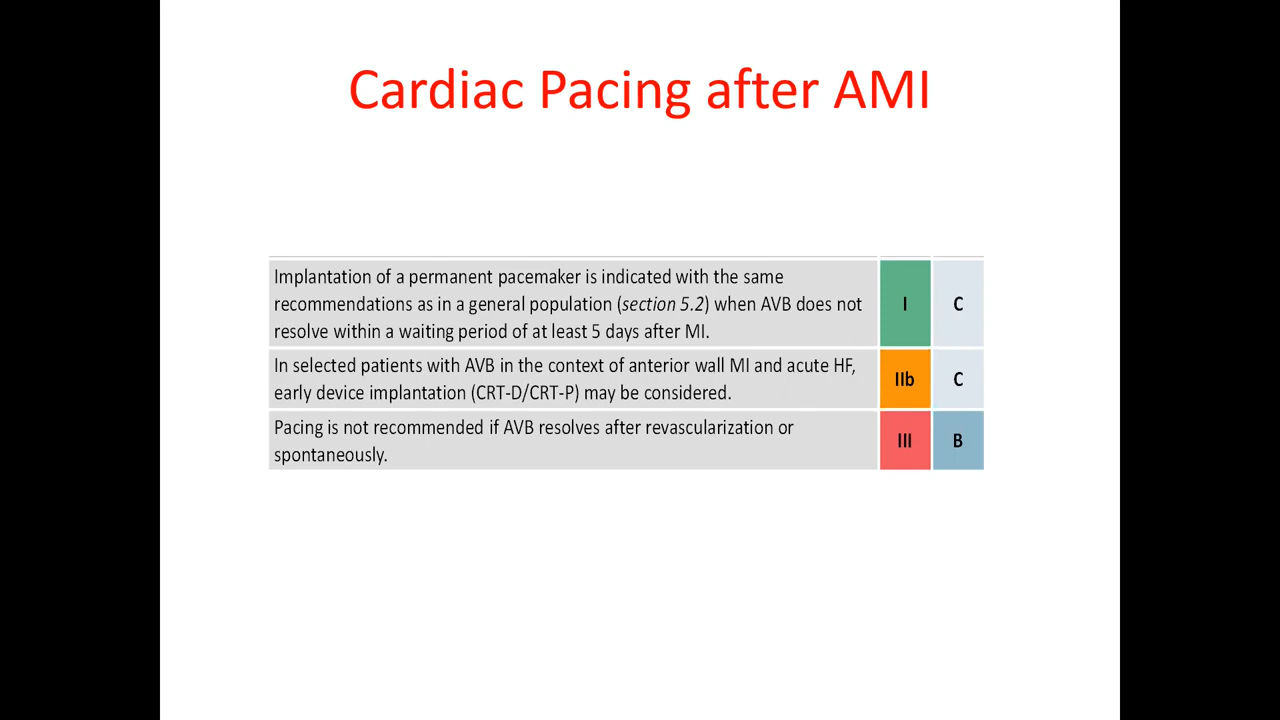 Cardiac Pacing after AMI
Implantation of a permanent pacemaker is indicated with the same
recommendations as in a general population (section 5.2) when AVB does not
resolve within a waiting period of at least 5 days after MI.
I
C
In selected patients with AVB in the context of anterior wall MI and acute HF,
early device implantation (CRT-D/CRT-P) may be considered.
IIb
C
Pacing is not recommended if AVB resolves after revascularization or
spontaneously.
III
B